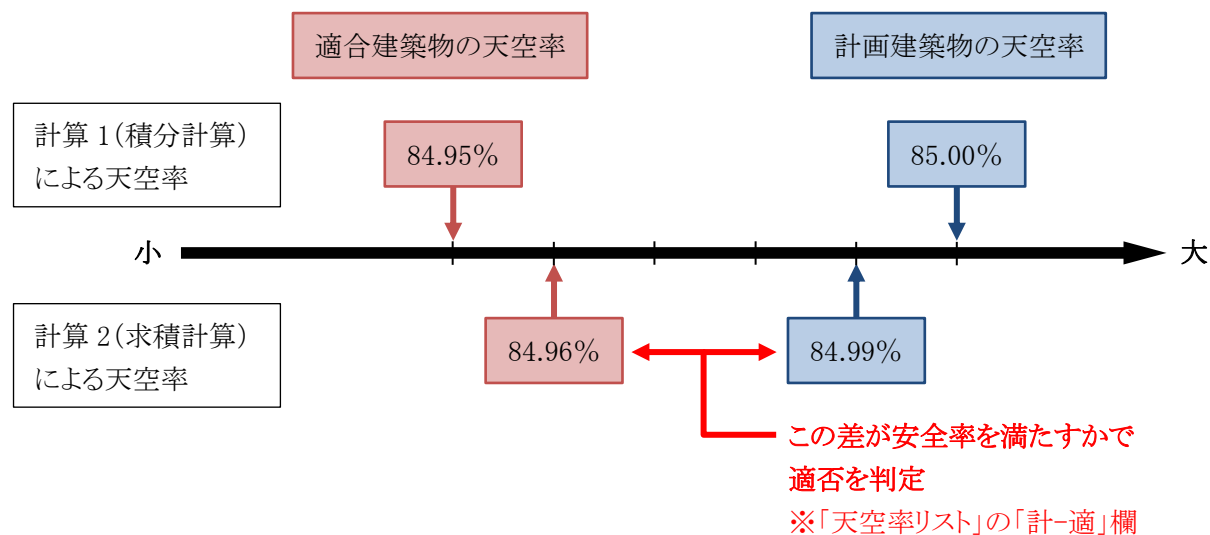 適合建築物の天空率
計画建築物の天空率
計算 1(積分計算)
による天空率
84.95%
85.00%
小
大
計算 2(求積計算)
による天空率
84.96%
84.99%
この差が安全率を満たすかで
適否を判定
※「天空率リスト」の「計-適」欄